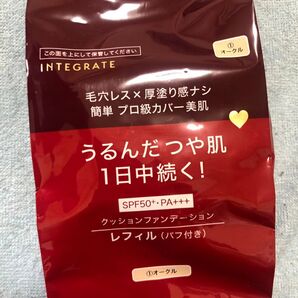 この面を上にして保管してください
①
オークル
INTEGRATE
毛穴レス×厚塗り感ナシ
簡単 プロ級カバー美肌
うるんだつや肌
1日中続く!
SPF50+・PA+++
クッションファンデーション
レフィル(パフ付き)
①オークル